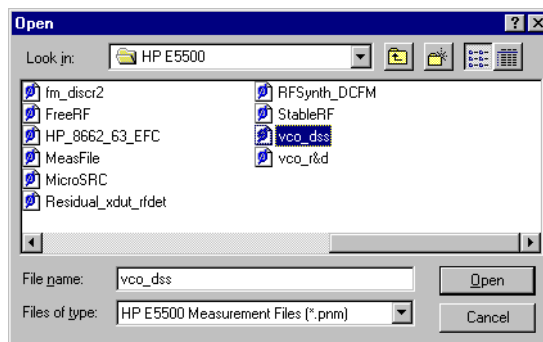 Open
Look in: HP E5500
fm_discr2
FreeRF
HP_8662_63_EFC
MeasFile
MicroSRC
Residual_xdut_rfdet
RFSynth_DCFM
StableRF
vco_dss
vco_r&d
File name: vco_dss
Open
Files of type: HP E5500 Measurement Files (*.pnm)
Cancel